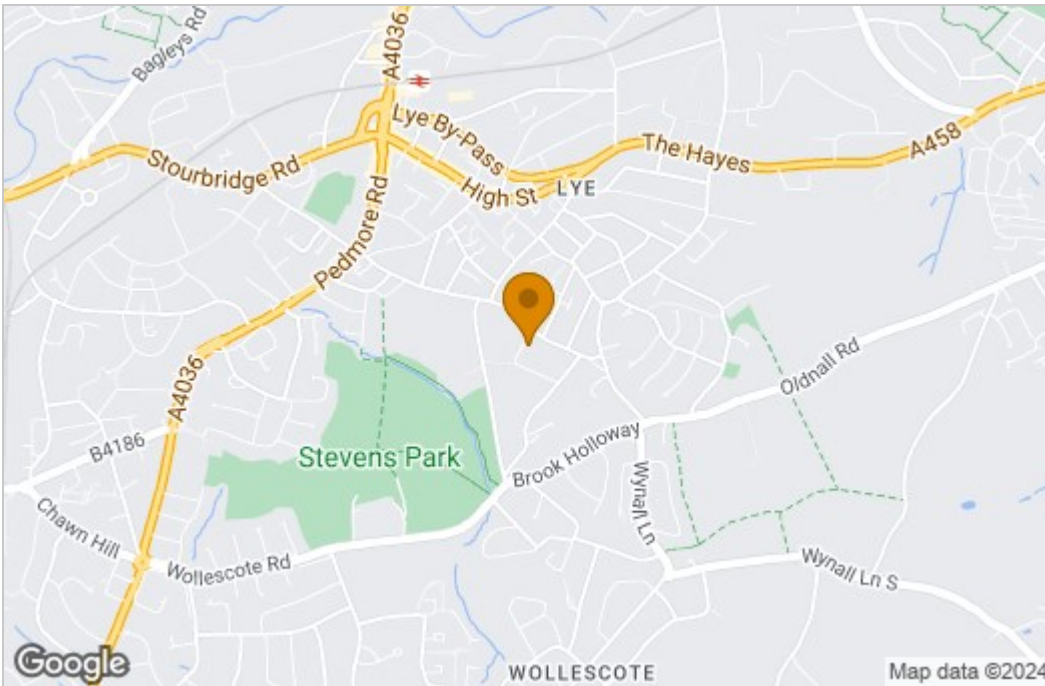 Bagleys Rd
A4036
Lye By-Pass
The Hayes
A458
Stourbridge Rd
High St
LYE
Pedmore Rd
Oldnall Rd
A4036
B4186
Stevens Park
Brook Holloway
Wynall Ln
Chawn Hill
Wollescote Rd
Wynall Ln S
WOLLESCOTE
Google
Map data ©2024